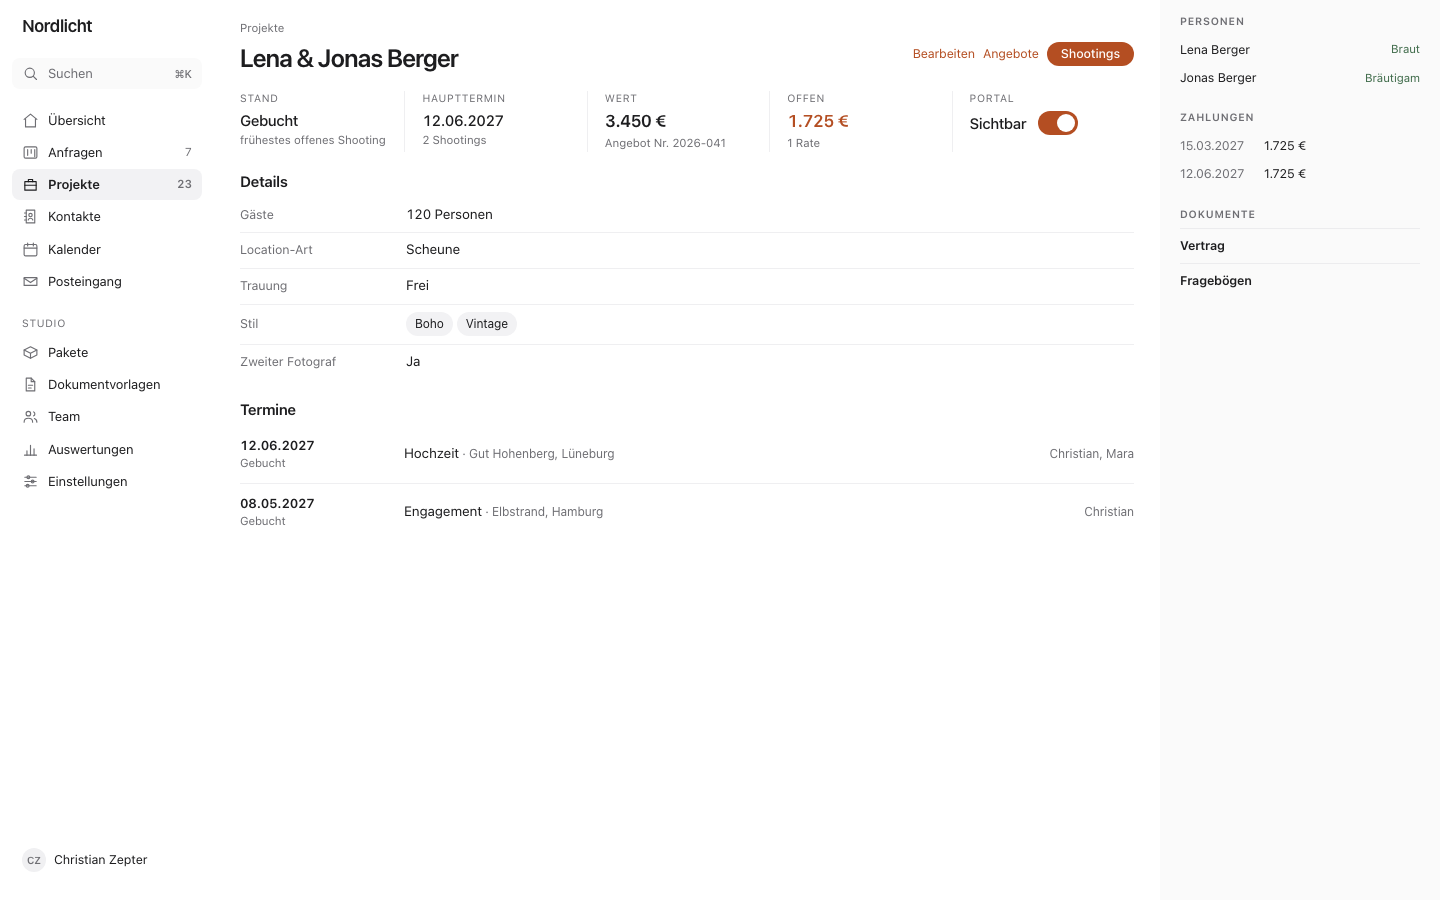 Nordlicht
Suchen ⌘K
Übersicht
Anfragen 7
Projekte 23
Kontakte
Kalender
Posteingang
STUDIO
Pakete
Dokumentvorlagen
Team
Auswertungen
Einstellungen
CZ Christian Zepter
Projekte
Lena & Jonas Berger
Bearbeiten Angebote Shootings
STAND
Gebucht
frühestes offenes Shooting
HAUPTTERMIN
12.06.2027
2 Shootings
WERT
3.450 €
Angebot Nr. 2026-041
OFFEN
1.725 €
1 Rate
PORTAL
Sichtbar
Details
Gäste 120 Personen
Location-Art Scheune
Trauung Frei
Stil Boho Vintage
Zweiter Fotograf Ja
Termine
12.06.2027
Gebucht
Hochzeit · Gut Hohenberg, Lüneburg
Christian, Mara
08.05.2027
Gebucht
Engagement · Elbstrand, Hamburg
Christian
PERSONEN
Lena Berger Braut
Jonas Berger Bräutigam
ZAHLUNGEN
15.03.2027 1.725 €
12.06.2027 1.725 €
DOKUMENTE
Vertrag
Fragebögen